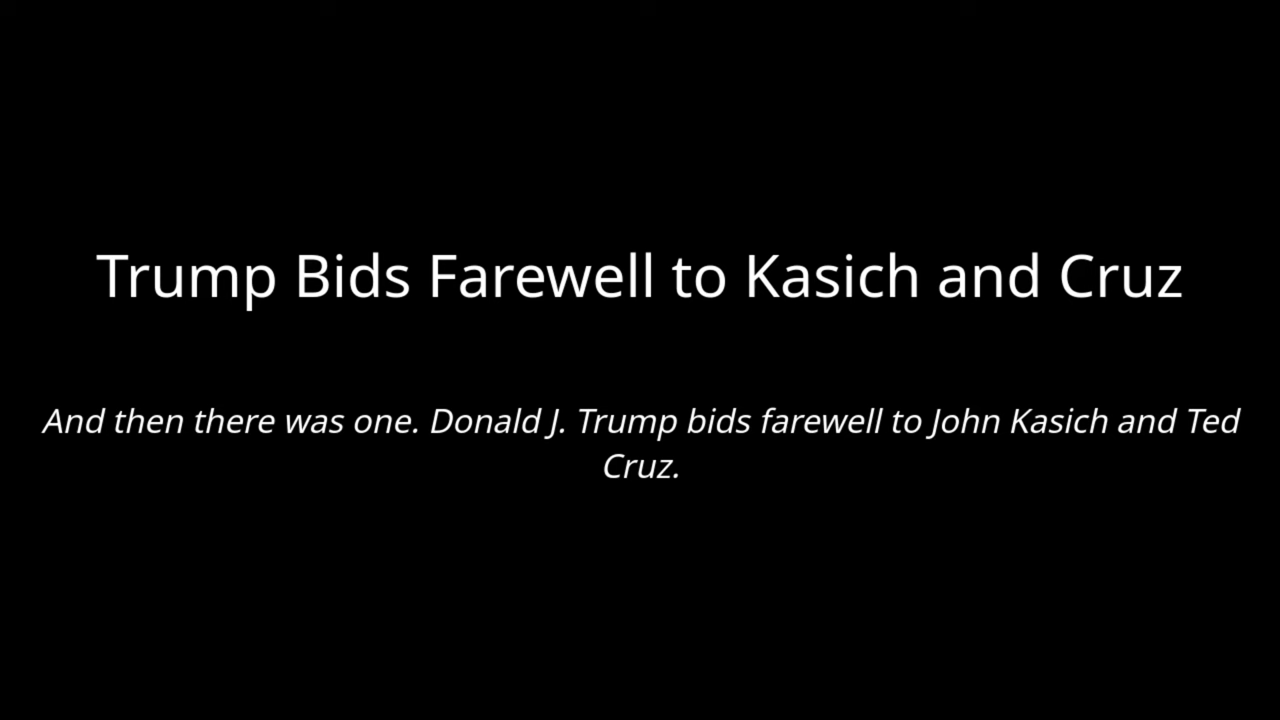 Trump Bids Farewell to Kasich and Cruz
And then there was one. Donald J. Trump bids farewell to John Kasich and Ted
Cruz.